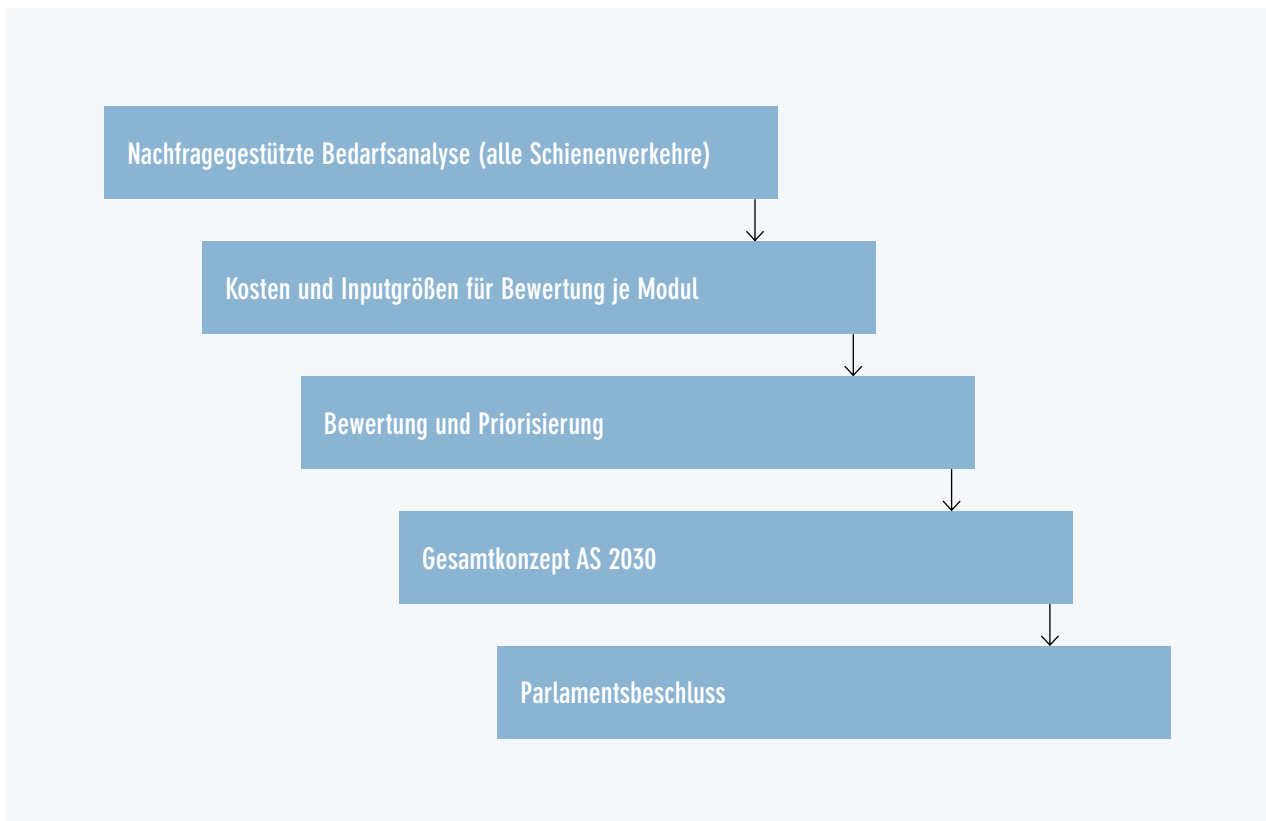 Nachfragegestützte Bedarfsanalyse (alle Schienenverkehre)
Kosten und Inputgrößen für Bewertung je Modul
Bewertung und Priorisierung
Gesamtkonzept AS 2030
Parlamentsbeschluss